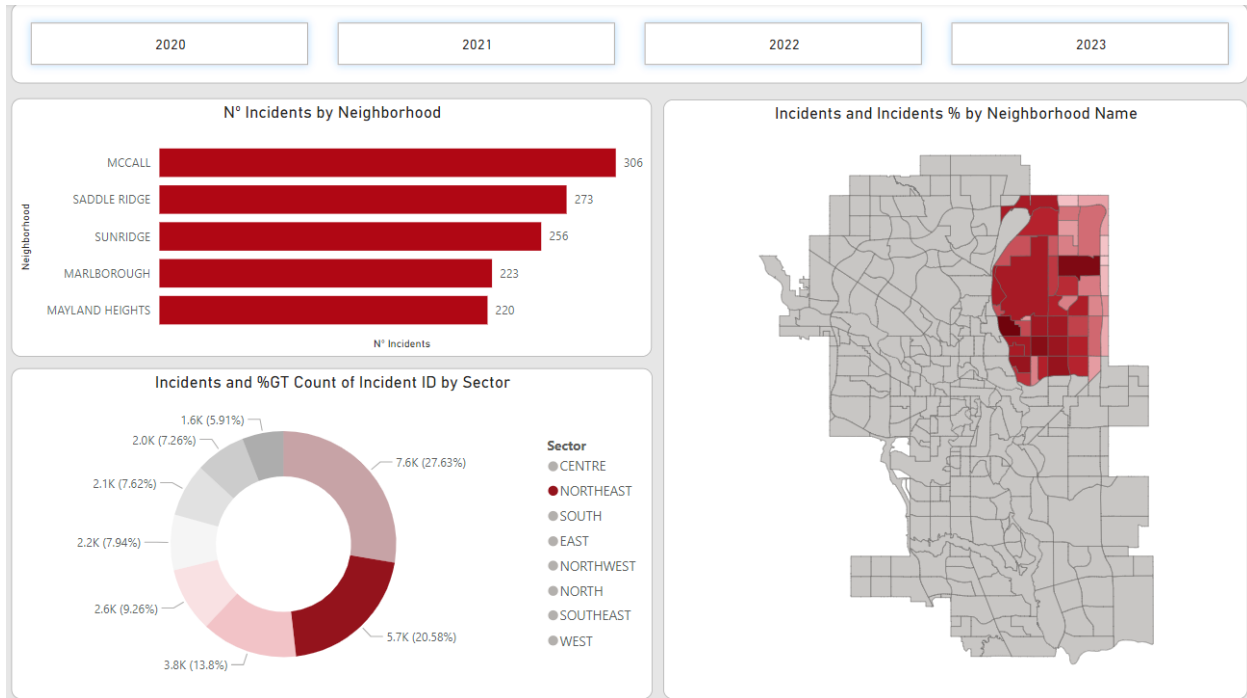 2020
2021
2022
2023
N° Incidents by Neighborhood
Neighborhood
MCCALL
306
SADDLE RIDGE
273
SUNRIDGE
256
MARLBOROUGH
223
MAYLAND HEIGHTS
220
N° Incidents
Incidents and %GT Count of Incident ID by Sector
1.6K (5.91%)
2.0K (7.26%)
2.1K (7.62%)
2.2K (7.94%)
2.6K (9.26%)
3.8K (13.8%)
5.7K (20.58%)
7.6K (27.63%)
Sector
CENTRE
NORTHEAST
SOUTH
EAST
NORTHWEST
NORTH
SOUTHEAST
WEST
Incidents and Incidents % by Neighborhood Name